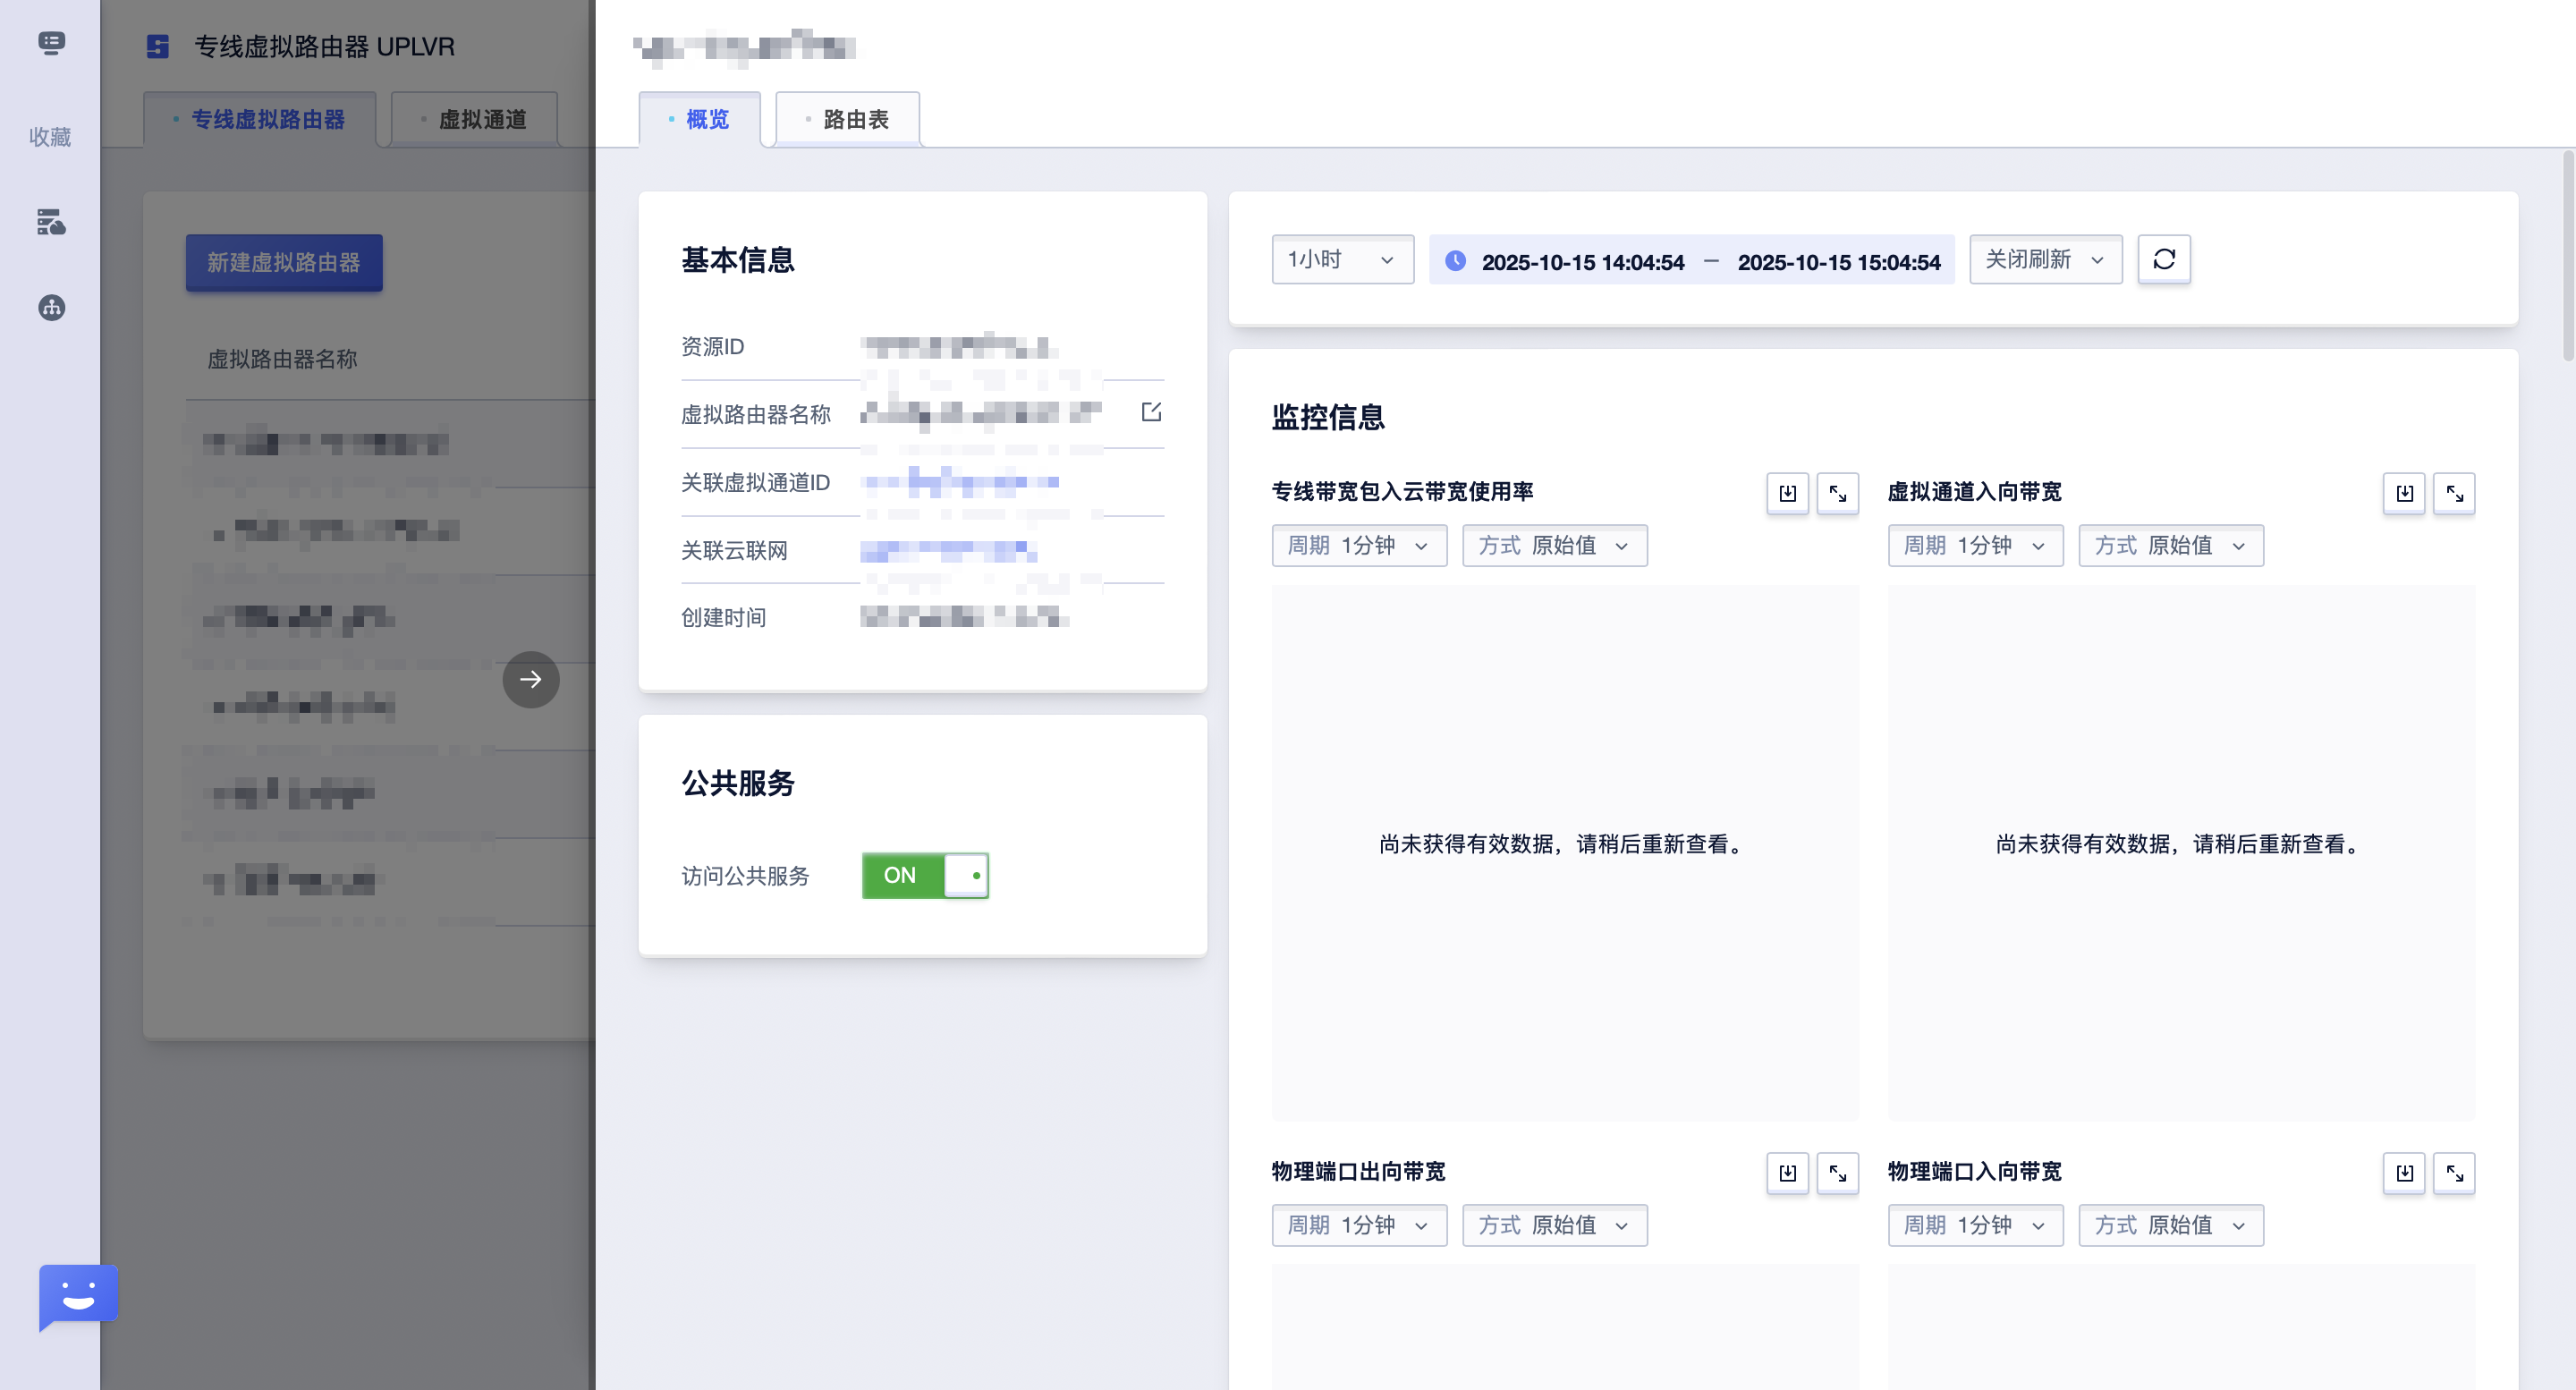 收藏
专线虚拟路由器 UPLVR
专线虚拟路由器
虚拟通道
新建虚拟路由器
虚拟路由器名称
概览
路由表
基本信息
资源ID
虚拟路由器名称
关联虚拟通道ID
关联云联网
创建时间
公共服务
访问公共服务
ON
1小时
2025-10-15 14:04:54 — 2025-10-15 15:04:54
关闭刷新
监控信息
专线带宽包入云带宽使用率
周期 1分钟
方式 原始值
尚未获得有效数据，请稍后重新查看。
虚拟通道入向带宽
周期 1分钟
方式 原始值
尚未获得有效数据，请稍后重新查看。
物理端口出向带宽
周期 1分钟
方式 原始值
物理端口入向带宽
周期 1分钟
方式 原始值